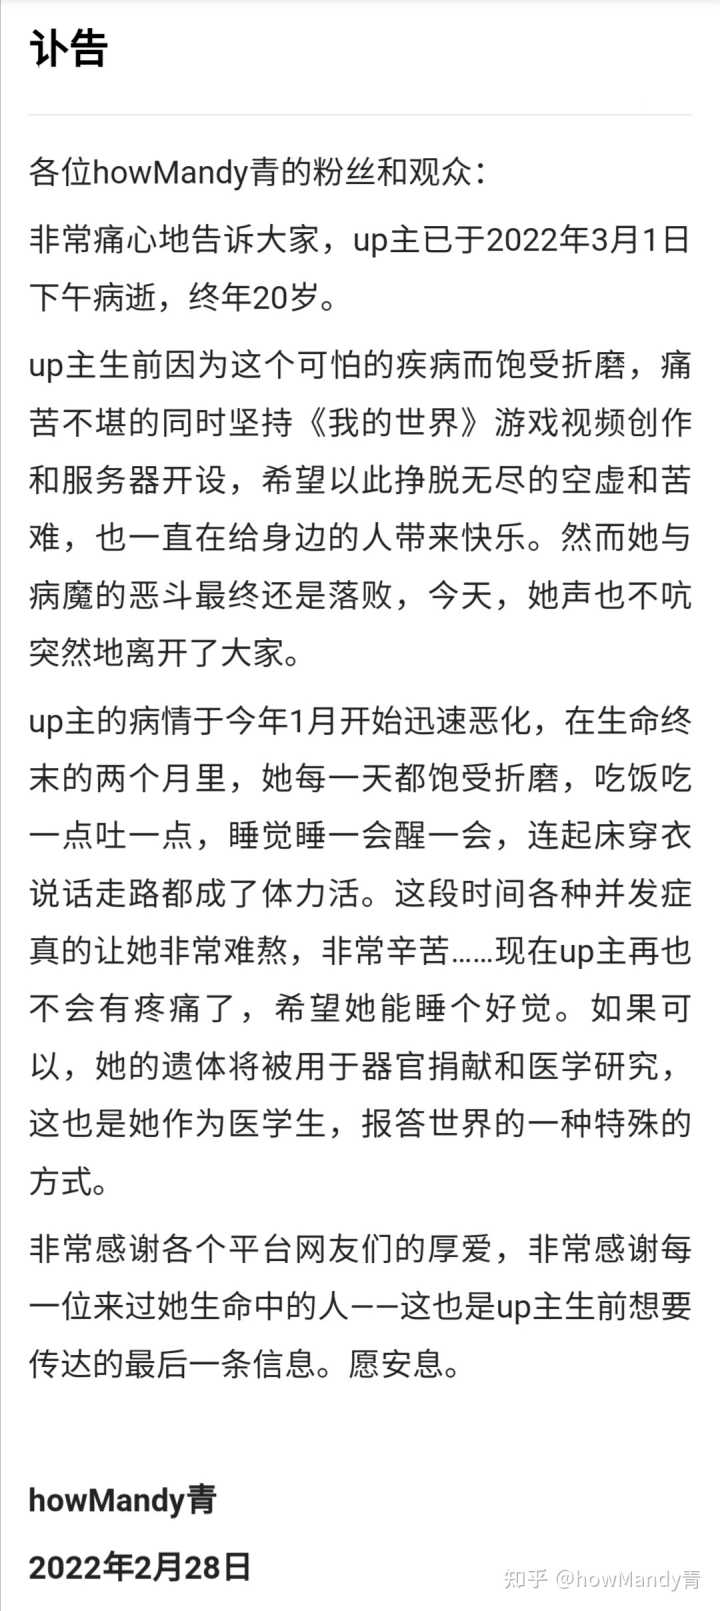 讣告
各位howMandy青的粉丝和观众：
非常痛心地告诉大家，up主已于2022年3月1日
下午病逝，终年20岁。
up主生前因为这个可怕的疾病而饱受折磨，痛
苦不堪的同时坚持《我的世界》游戏视频创作
和服务器开设，希望以此挣脱无尽的空虚和苦
难，也一直在给身边的人带来快乐。然而她与
病魔的恶斗最终还是落败，今天，她声也不吭
突然地离开了大家。
up主的病情于今年1月开始迅速恶化，在生命终
末的两个月里，她每一天都饱受折磨，吃饭吃
一点吐一点，睡觉睡一会醒一会，连起床穿衣
说话走路都成了体力活。这段时间各种并发症
真的让她非常难熬，非常辛苦……现在up主再也
不会有疼痛了，希望她能睡个好觉。如果可
以，她的遗体将被用于器官捐献和医学研究，
这也是她作为医学生，报答世界的一种特殊的
方式。
非常感谢各个平台网友们的厚爱，非常感谢每
一位来过她生命中的人——这也是up主生前想要
传达的最后一条信息。愿安息。
howMandy青
2022年2月28日
知乎 @howMandy青